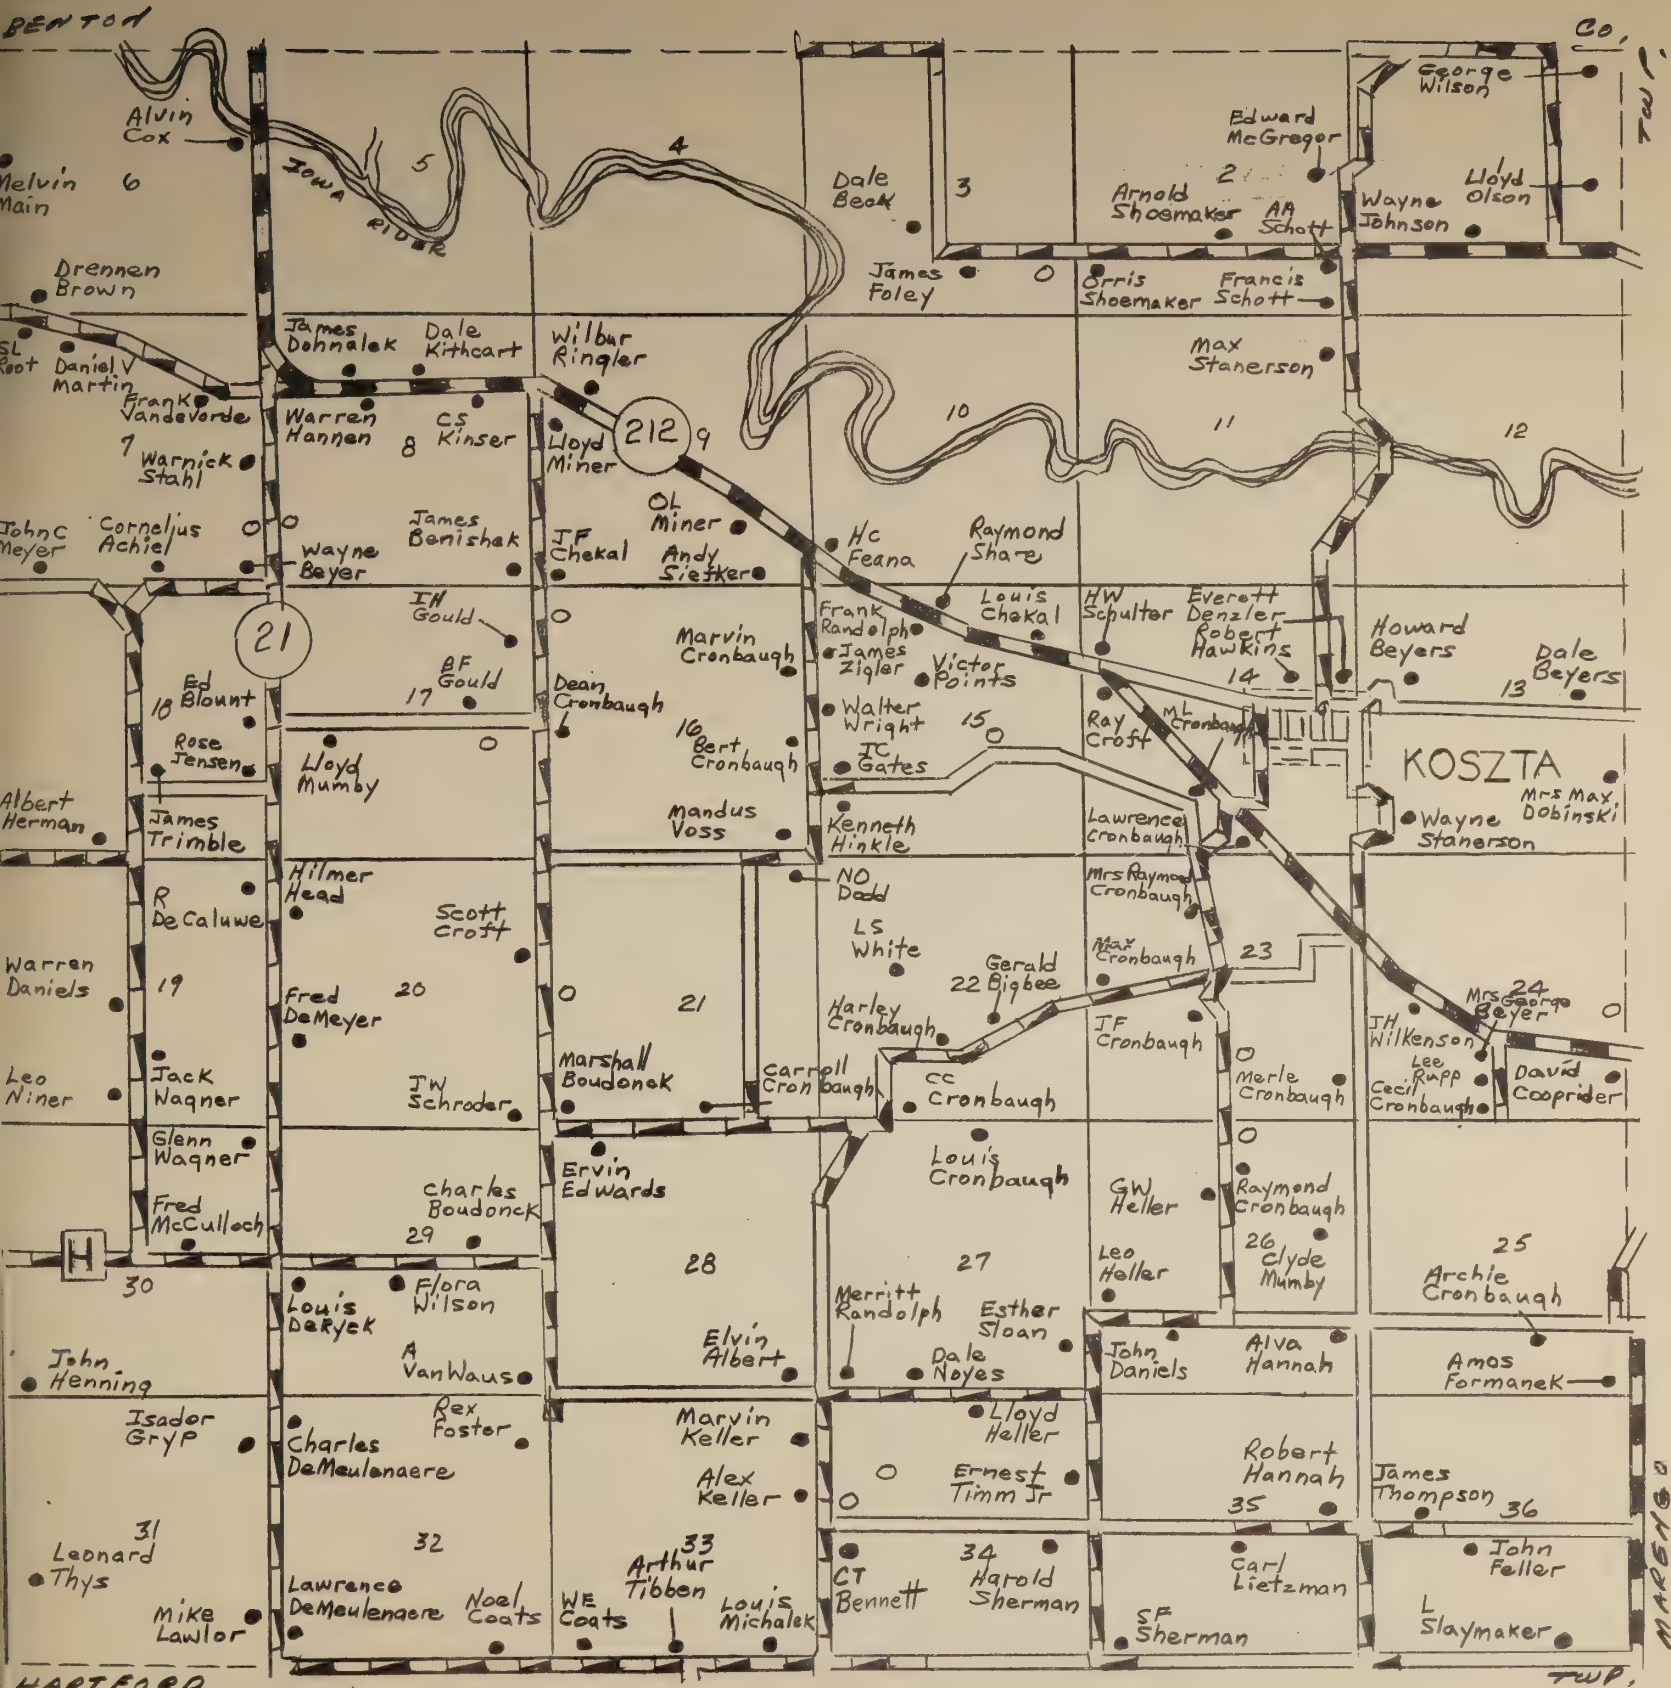 BENTON
CO.
TWP.
George
Wilson
Alvin
Cox
Edward
McGregor
Melvin
Main
6
5
4
IOWA
RIVER
Dale
Beck
3
2
1
Arnold
Shoemaker
AA
Schott
Wayne
Johnson
Lloyd
Olson
Drennen
Brown
James
Foley
Orris
Shoemaker
Francis
Schott
SL
Root
Daniel V
Martin
Frank
Vandevorde
James
Dohnalek
Dale
Kithcart
Wilbur
Ringler
Max
Stanerson
7
Warnick
Stahl
Warren
Hannen
8
CS
Kinser
Lloyd
Miner
212
9
10
11
12
John C
Meyer
Cornelius
Achiel
Wayne
Beyer
James
Benishek
JF
Chekal
OL
Miner
Andy
Siefker
HC
Feana
Raymond
Share
21
IH
Gould
Marvin
Cronbaugh
Frank
Randolph
James
Zigler
Louis
Chekal
Victor
Points
HW
Schulter
Everett
Denzler
Robert
Hawkins
Howard
Beyers
Dale
Beyers
18
Ed
Blount
Rose
Jensen
BF
Gould
17
Dean
Cronbaugh
16
Bert
Cronbaugh
Walter
Wright
15
JC
Gates
14
Ray
Croft
ML
Cronbaugh
13
KOSZTA
Lloyd
Mumby
Albert
Herman
James
Trimble
Mandus
Voss
Kenneth
Hinkle
Lawrence
Cronbaugh
Wayne
Stanerson
Mrs Max
Dobinski
R
DeCaluwe
Hilmer
Head
Scott
Croft
NO
Dodd
LS
White
Mrs Raymond
Cronbaugh
Max
Cronbaugh
23
Warren
Daniels
19
Fred
DeMeyer
20
21
Harley
Cronbaugh
22
Gerald
Bigbee
JF
Cronbaugh
24
Mrs George
Beyer
JH
Wilkenson
Leo
Niner
Jack
Wagner
JW
Schroder
Marshall
Boudonek
Carroll
Cronbaugh
CC
Cronbaugh
Merle
Cronbaugh
Lee
Rupp
Cecil
Cronbaugh
David
Cooprider
Glenn
Wagner
Fred
McCulloch
Charles
Boudonck
29
Ervin
Edwards
Louis
Cronbaugh
GW
Heller
Raymond
Cronbaugh
H
30
28
27
Leo
Heller
26
Clyde
Mumby
25
Archie
Cronbaugh
Louis
DeRyck
Flora
Wilson
Merritt
Randolph
Esther
Sloan
John
Henning
A
VanWaus
Elvin
Albert
Dale
Noyes
John
Daniels
Alva
Hannah
Amos
Formanek
Isador
Gryp
Charles
DeMeulenaere
Rex
Foster
Marvin
Keller
Alex
Keller
Lloyd
Heller
Ernest
Timm Jr
Robert
Hannah
35
James
Thompson
36
31
Leonard
Thys
32
33
Arthur
Tibben
34
Harold
Sherman
CT
Bennett
Carl
Lietzman
John
Feller
Mike
Lawlor
Lawrence
DeMeulenaere
Noel
Coats
WE
Coats
Louis
Michalek
SF
Sherman
L
Slaymaker
MARENGO
HARTFORD
TWP.